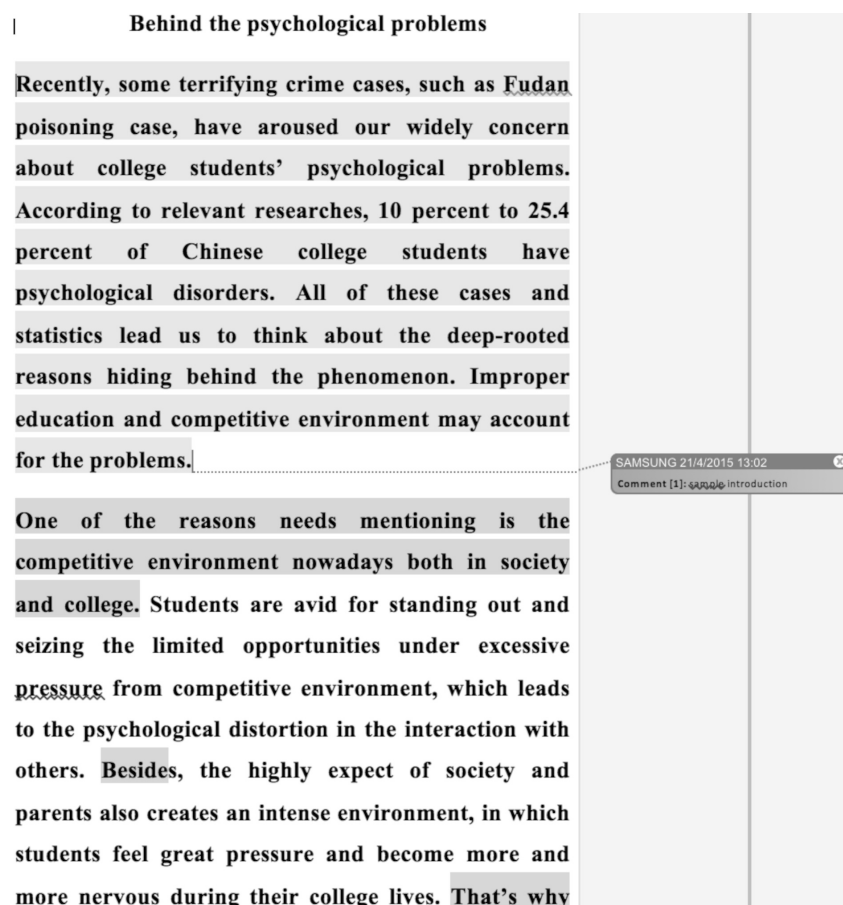 Behind the psychological problems
Recently, some terrifying crime cases, such as Fudan
poisoning case, have aroused our widely concern
about college students' psychological problems.
According to relevant researches, 10 percent to 25.4
percent of Chinese college students have
psychological disorders. All of these cases and
statistics lead us to think about the deep-rooted
reasons hiding behind the phenomenon. Improper
education and competitive environment may account
for the problems.
SAMSUNG 21/4/2015 13:02
Comment [1]: sample introduction
One of the reasons needs mentioning is the
competitive environment nowadays both in society
and college. Students are avid for standing out and
seizing the limited opportunities under excessive
pressure from competitive environment, which leads
to the psychological distortion in the interaction with
others. Besides, the highly expect of society and
parents also creates an intense environment, in which
students feel great pressure and become more and
more nervous during their college lives. That's why